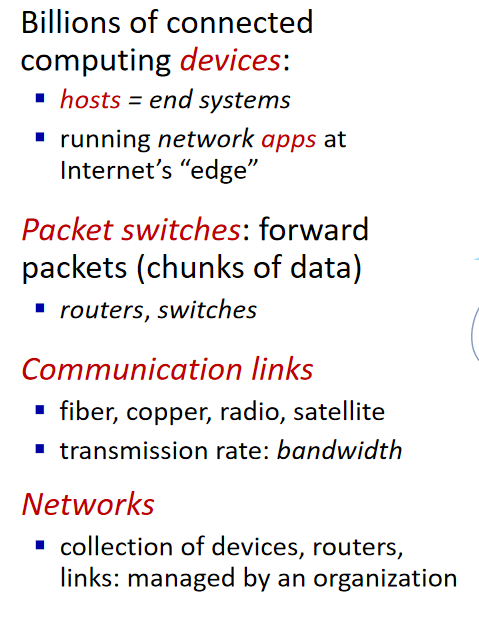 Billions of connected
computing devices:
▪ hosts = end systems
▪ running network apps at
Internet’s “edge”
Packet switches: forward
packets (chunks of data)
▪ routers, switches
Communication links
▪ fiber, copper, radio, satellite
▪ transmission rate: bandwidth
Networks
▪ collection of devices, routers,
links: managed by an organization